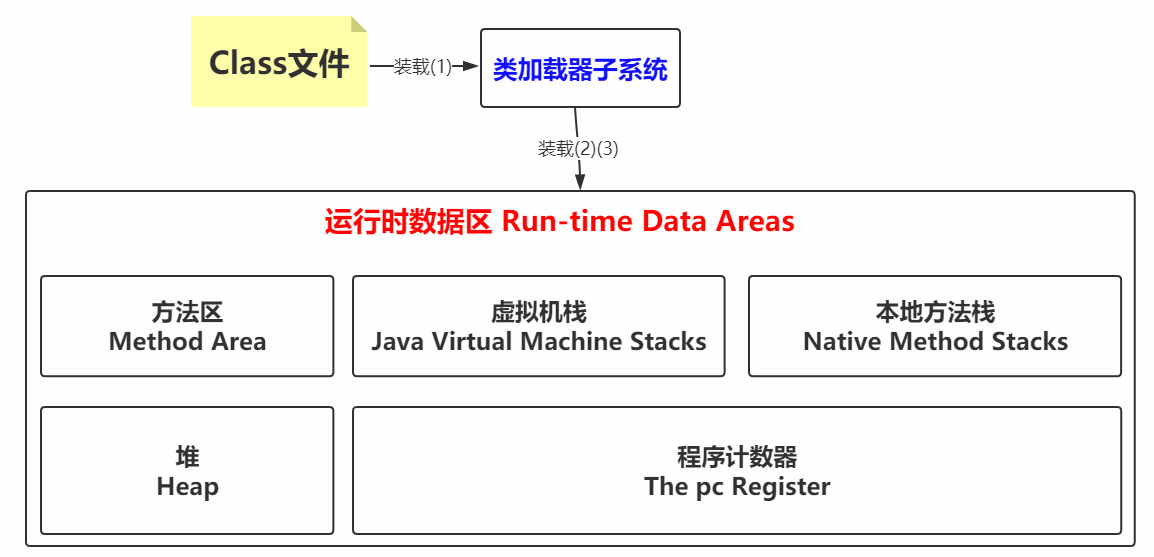 Class文件
装载(1)
类加载器子系统
装载(2)(3)
运行时数据区 Run-time Data Areas
方法区
Method Area
虚拟机栈
Java Virtual Machine Stacks
本地方法栈
Native Method Stacks
堆
Heap
程序计数器
The pc Register